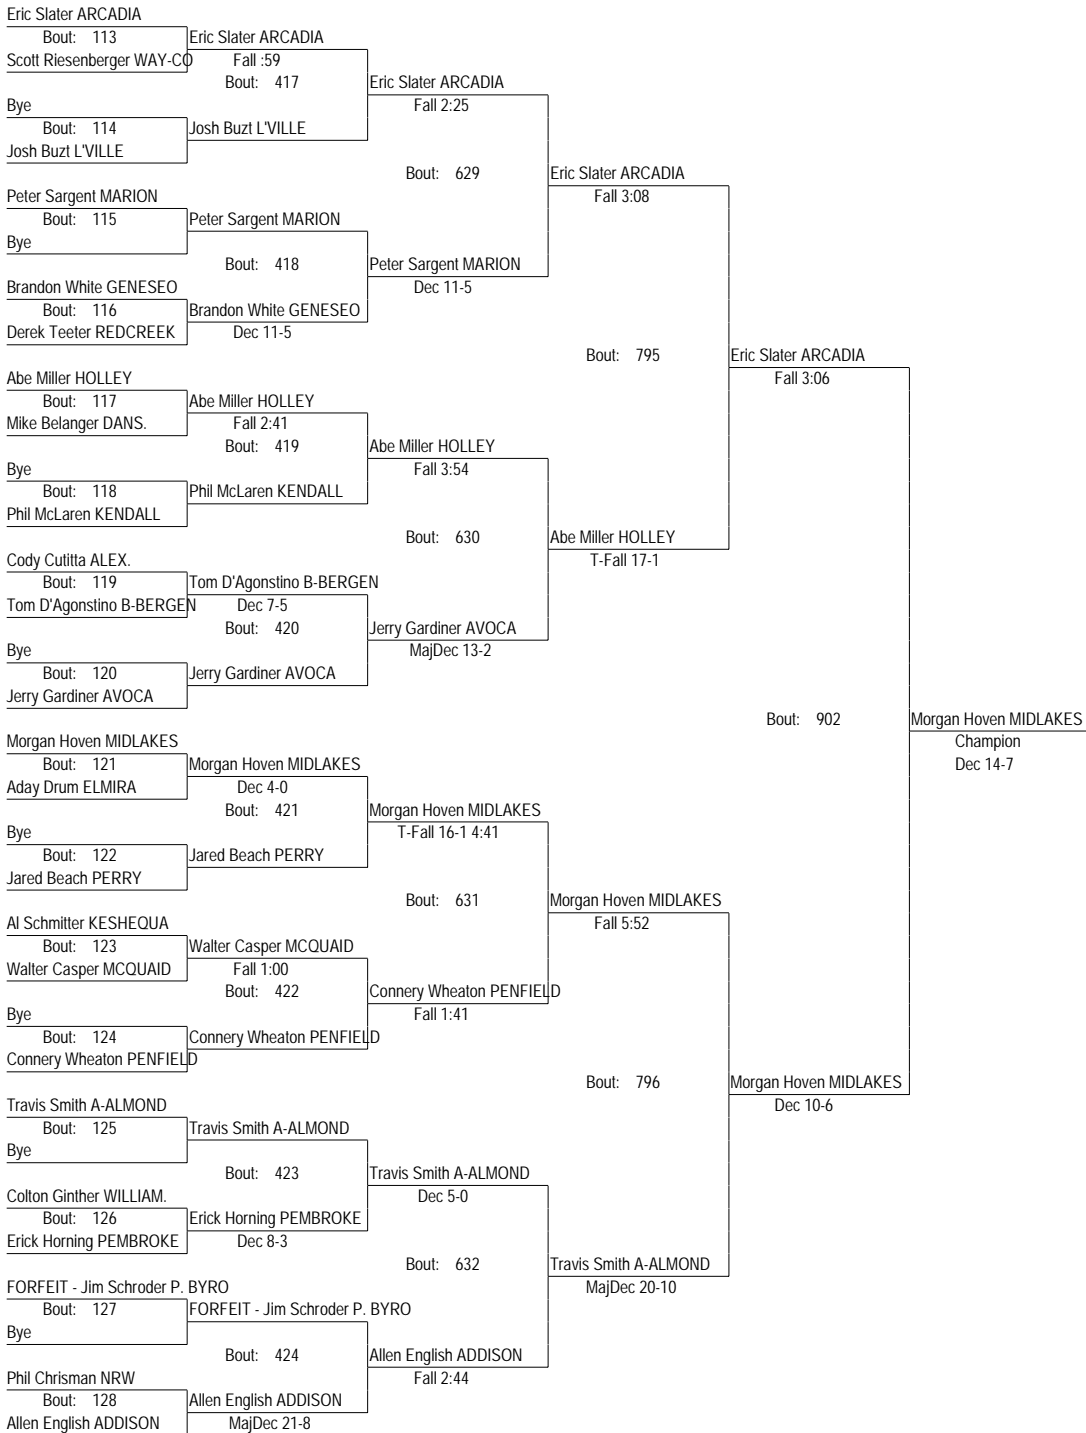 Eric Slater ARCADIA
Bout: 113
Eric Slater ARCADIA
Scott Riesenberger WAY-CO
Fall :59
Bout: 417
Eric Slater ARCADIA
Bye
Fall 2:25
Bout: 114
Josh Buzt L'VILLE
Josh Buzt L'VILLE
Bout: 629
Eric Slater ARCADIA
Peter Sargent MARION
Fall 3:08
Bout: 115
Peter Sargent MARION
Bye
Bout: 418
Peter Sargent MARION
Brandon White GENESEO
Dec 11-5
Bout: 116
Brandon White GENESEO
Derek Teeter REDCREEK
Dec 11-5
Bout: 795
Eric Slater ARCADIA
Abe Miller HOLLEY
Fall 3:06
Bout: 117
Abe Miller HOLLEY
Mike Belanger DANS.
Fall 2:41
Bout: 419
Abe Miller HOLLEY
Bye
Fall 3:54
Bout: 118
Phil McLaren KENDALL
Phil McLaren KENDALL
Bout: 630
Abe Miller HOLLEY
Cody Cutitta ALEX.
T-Fall 17-1
Bout: 119
Tom D'Agonstino B-BERGEN
Tom D'Agonstino B-BERGEN
Dec 7-5
Bout: 420
Jerry Gardiner AVOCA
Bye
MajDec 13-2
Bout: 120
Jerry Gardiner AVOCA
Jerry Gardiner AVOCA
Bout: 902
Morgan Hoven MIDLAKES
Morgan Hoven MIDLAKES
Champion
Bout: 121
Morgan Hoven MIDLAKES
Dec 14-7
Aday Drum ELMIRA
Dec 4-0
Bout: 421
Morgan Hoven MIDLAKES
Bye
T-Fall 16-1 4:41
Bout: 122
Jared Beach PERRY
Jared Beach PERRY
Bout: 631
Morgan Hoven MIDLAKES
Al Schmitter KESHEQUA
Fall 5:52
Bout: 123
Walter Casper MCQUAID
Walter Casper MCQUAID
Fall 1:00
Bout: 422
Connery Wheaton PENFIELD
Bye
Fall 1:41
Bout: 124
Connery Wheaton PENFIELD
Connery Wheaton PENFIELD
Bout: 796
Morgan Hoven MIDLAKES
Travis Smith A-ALMOND
Dec 10-6
Bout: 125
Travis Smith A-ALMOND
Bye
Bout: 423
Travis Smith A-ALMOND
Colton Ginther WILLIAM.
Dec 5-0
Bout: 126
Erick Horning PEMBROKE
Erick Horning PEMBROKE
Dec 8-3
Bout: 632
Travis Smith A-ALMOND
FORFEIT - Jim Schroder P. BYRO
MajDec 20-10
Bout: 127
FORFEIT - Jim Schroder P. BYRO
Bye
Bout: 424
Allen English ADDISON
Phil Chrisman NRW
Fall 2:44
Bout: 128
Allen English ADDISON
Allen English ADDISON
MajDec 21-8